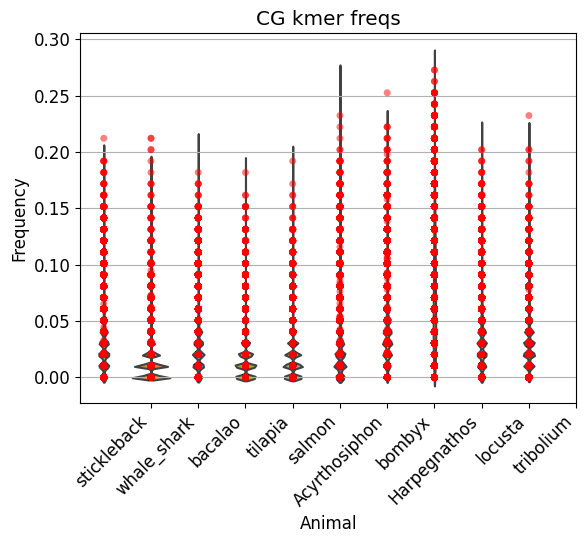 CG kmer freqs
Frequency
0.30
0.25
0.20
0.15
0.10
0.05
0.00
stickleback
whale_shark
bacalao
tilapia
salmon
Acyrthosiphon
bombyx
Harpegnathos
locusta
tribolium
Animal